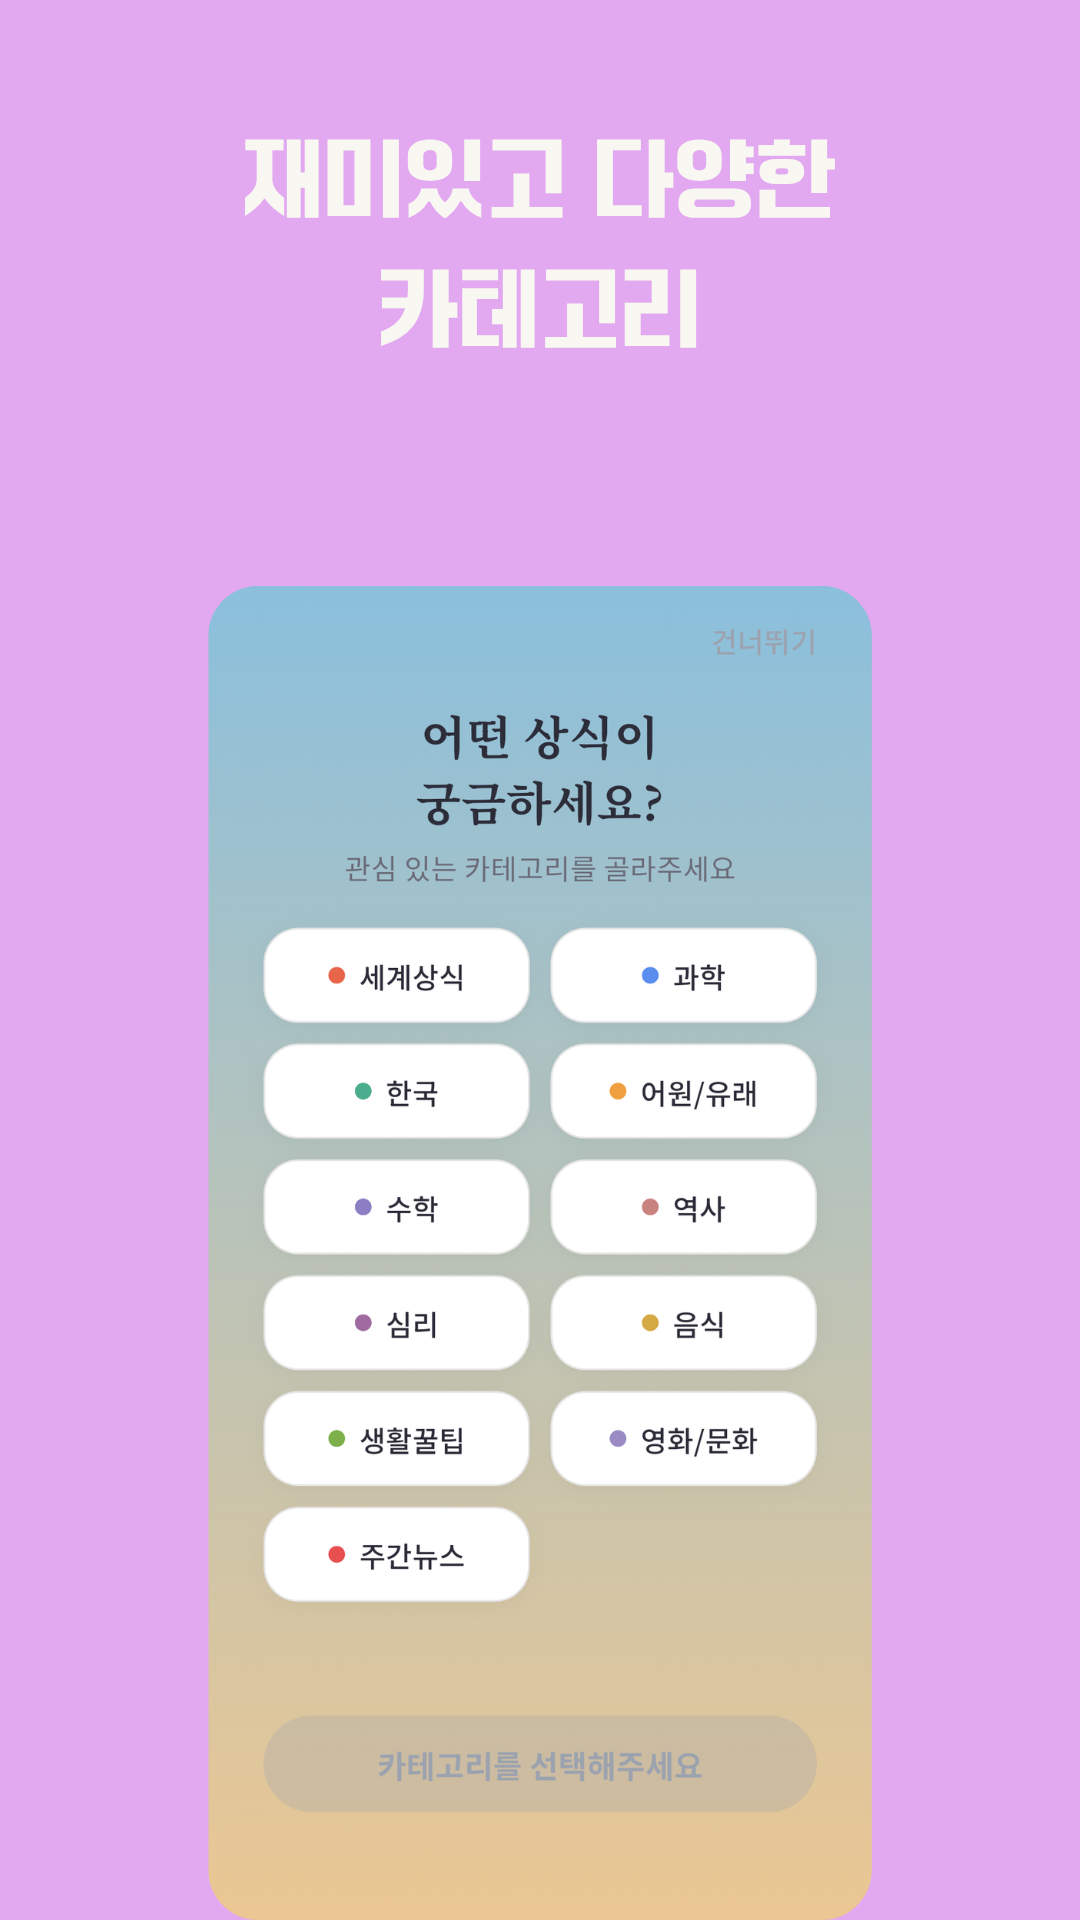 재미있고 다양한
카테고리
건너뛰기
어떤 상식이
궁금하세요?
관심 있는 카테고리를 골라주세요
세계상식
과학
한국
어원/유래
수학
역사
심리
음식
생활꿀팁
영화/문화
주간뉴스
카테고리를 선택해주세요